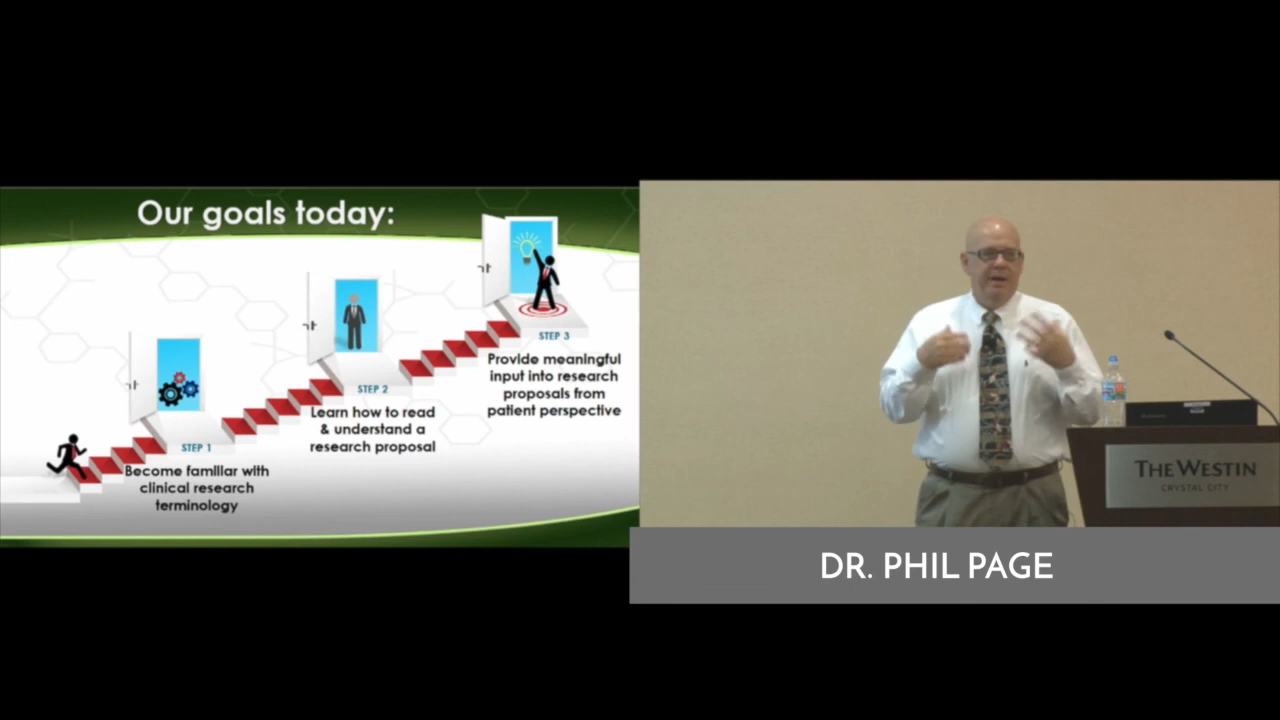 Our goals today:
STEP 1
Become familiar with
clinical research
terminology
STEP 2
Learn how to read
& understand a
research proposal
STEP 3
Provide meaningful
input into research
proposals from
patient perspective
THE WESTIN
CRYSTAL CITY
DR. PHIL PAGE